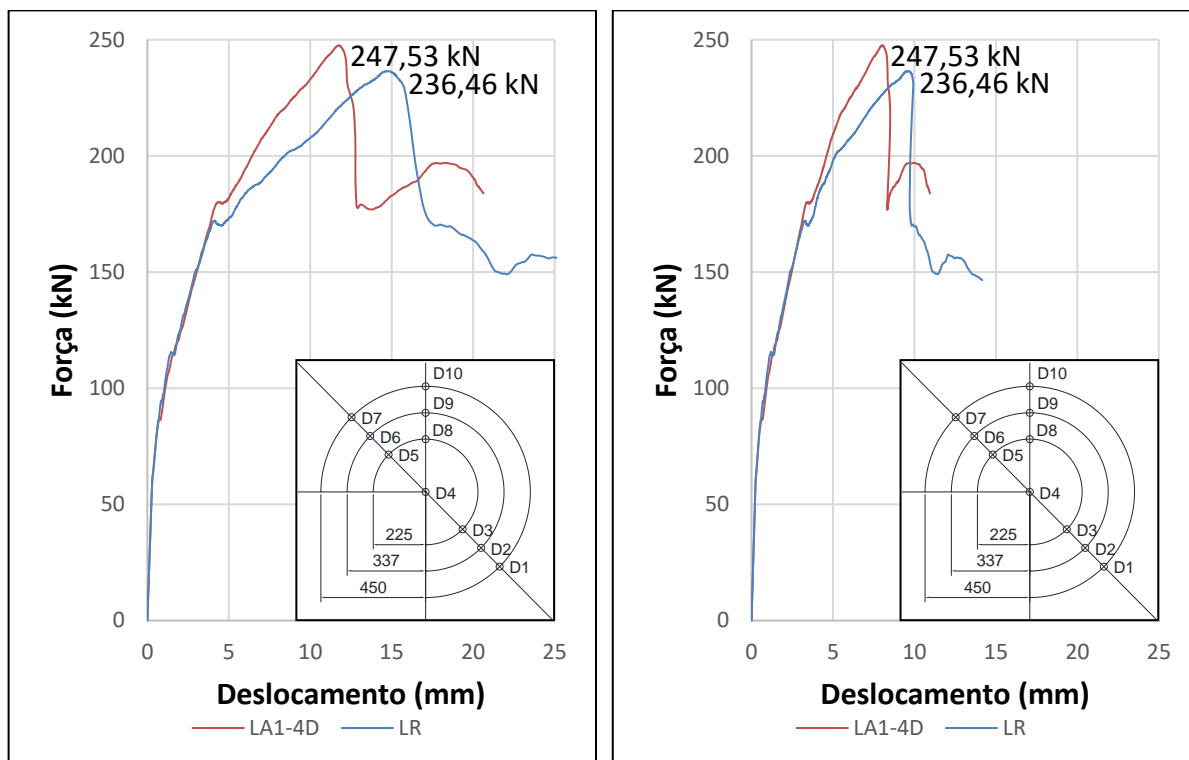 250
247,53 kN
236,46 kN
200
150
100
50
0
Força (kN)
D10
D9
D8
D7
D6
D5
D4
D3
D2
D1
225
337
450
0 5 10 15 20 25
Deslocamento (mm)
LA1-4D LR
250
247,53 kN
236,46 kN
200
150
100
50
0
Força (kN)
D10
D9
D8
D7
D6
D5
D4
D3
D2
D1
225
337
450
0 5 10 15 20 25
Deslocamento (mm)
LA1-4D LR